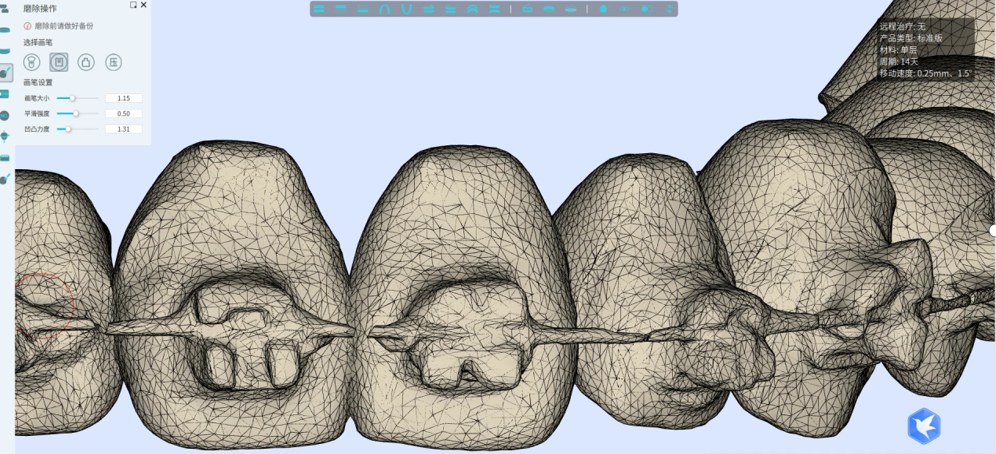 磨除操作
磨除前请做好备份
选择画笔
画笔设置
画笔大小 1.15
平滑强度 0.50
凹凸力度 1.31
远程治疗: 无
产品类型: 标准版
材料: 单层
周期: 14天
移动速度: 0.25mm、1.5°